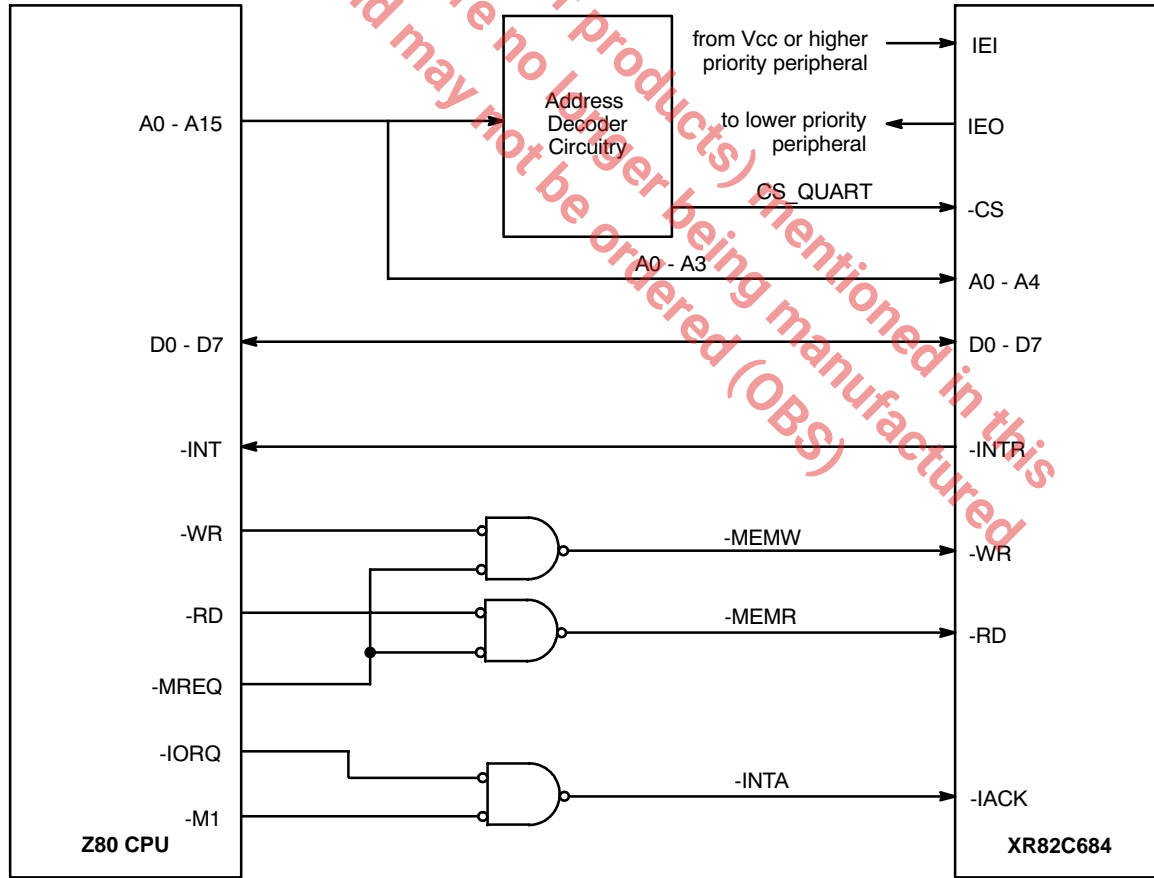 A0 - A15
D0 - D7
-INT
-WR
-RD
-MREQ
-IORQ
-M1
Z80 CPU
Address
Decoder
Circuitry
from Vcc or higher
priority peripheral
to lower priority
peripheral
CS_QUART
A0 - A3
-MEMW
-MEMR
-INTA
IEI
IEO
-CS
A0 - A4
D0 - D7
-INTR
-WR
-RD
-IACK
XR82C684
products) mentioned in this
re no longer being manufactured
nd may not be ordered (OBS)